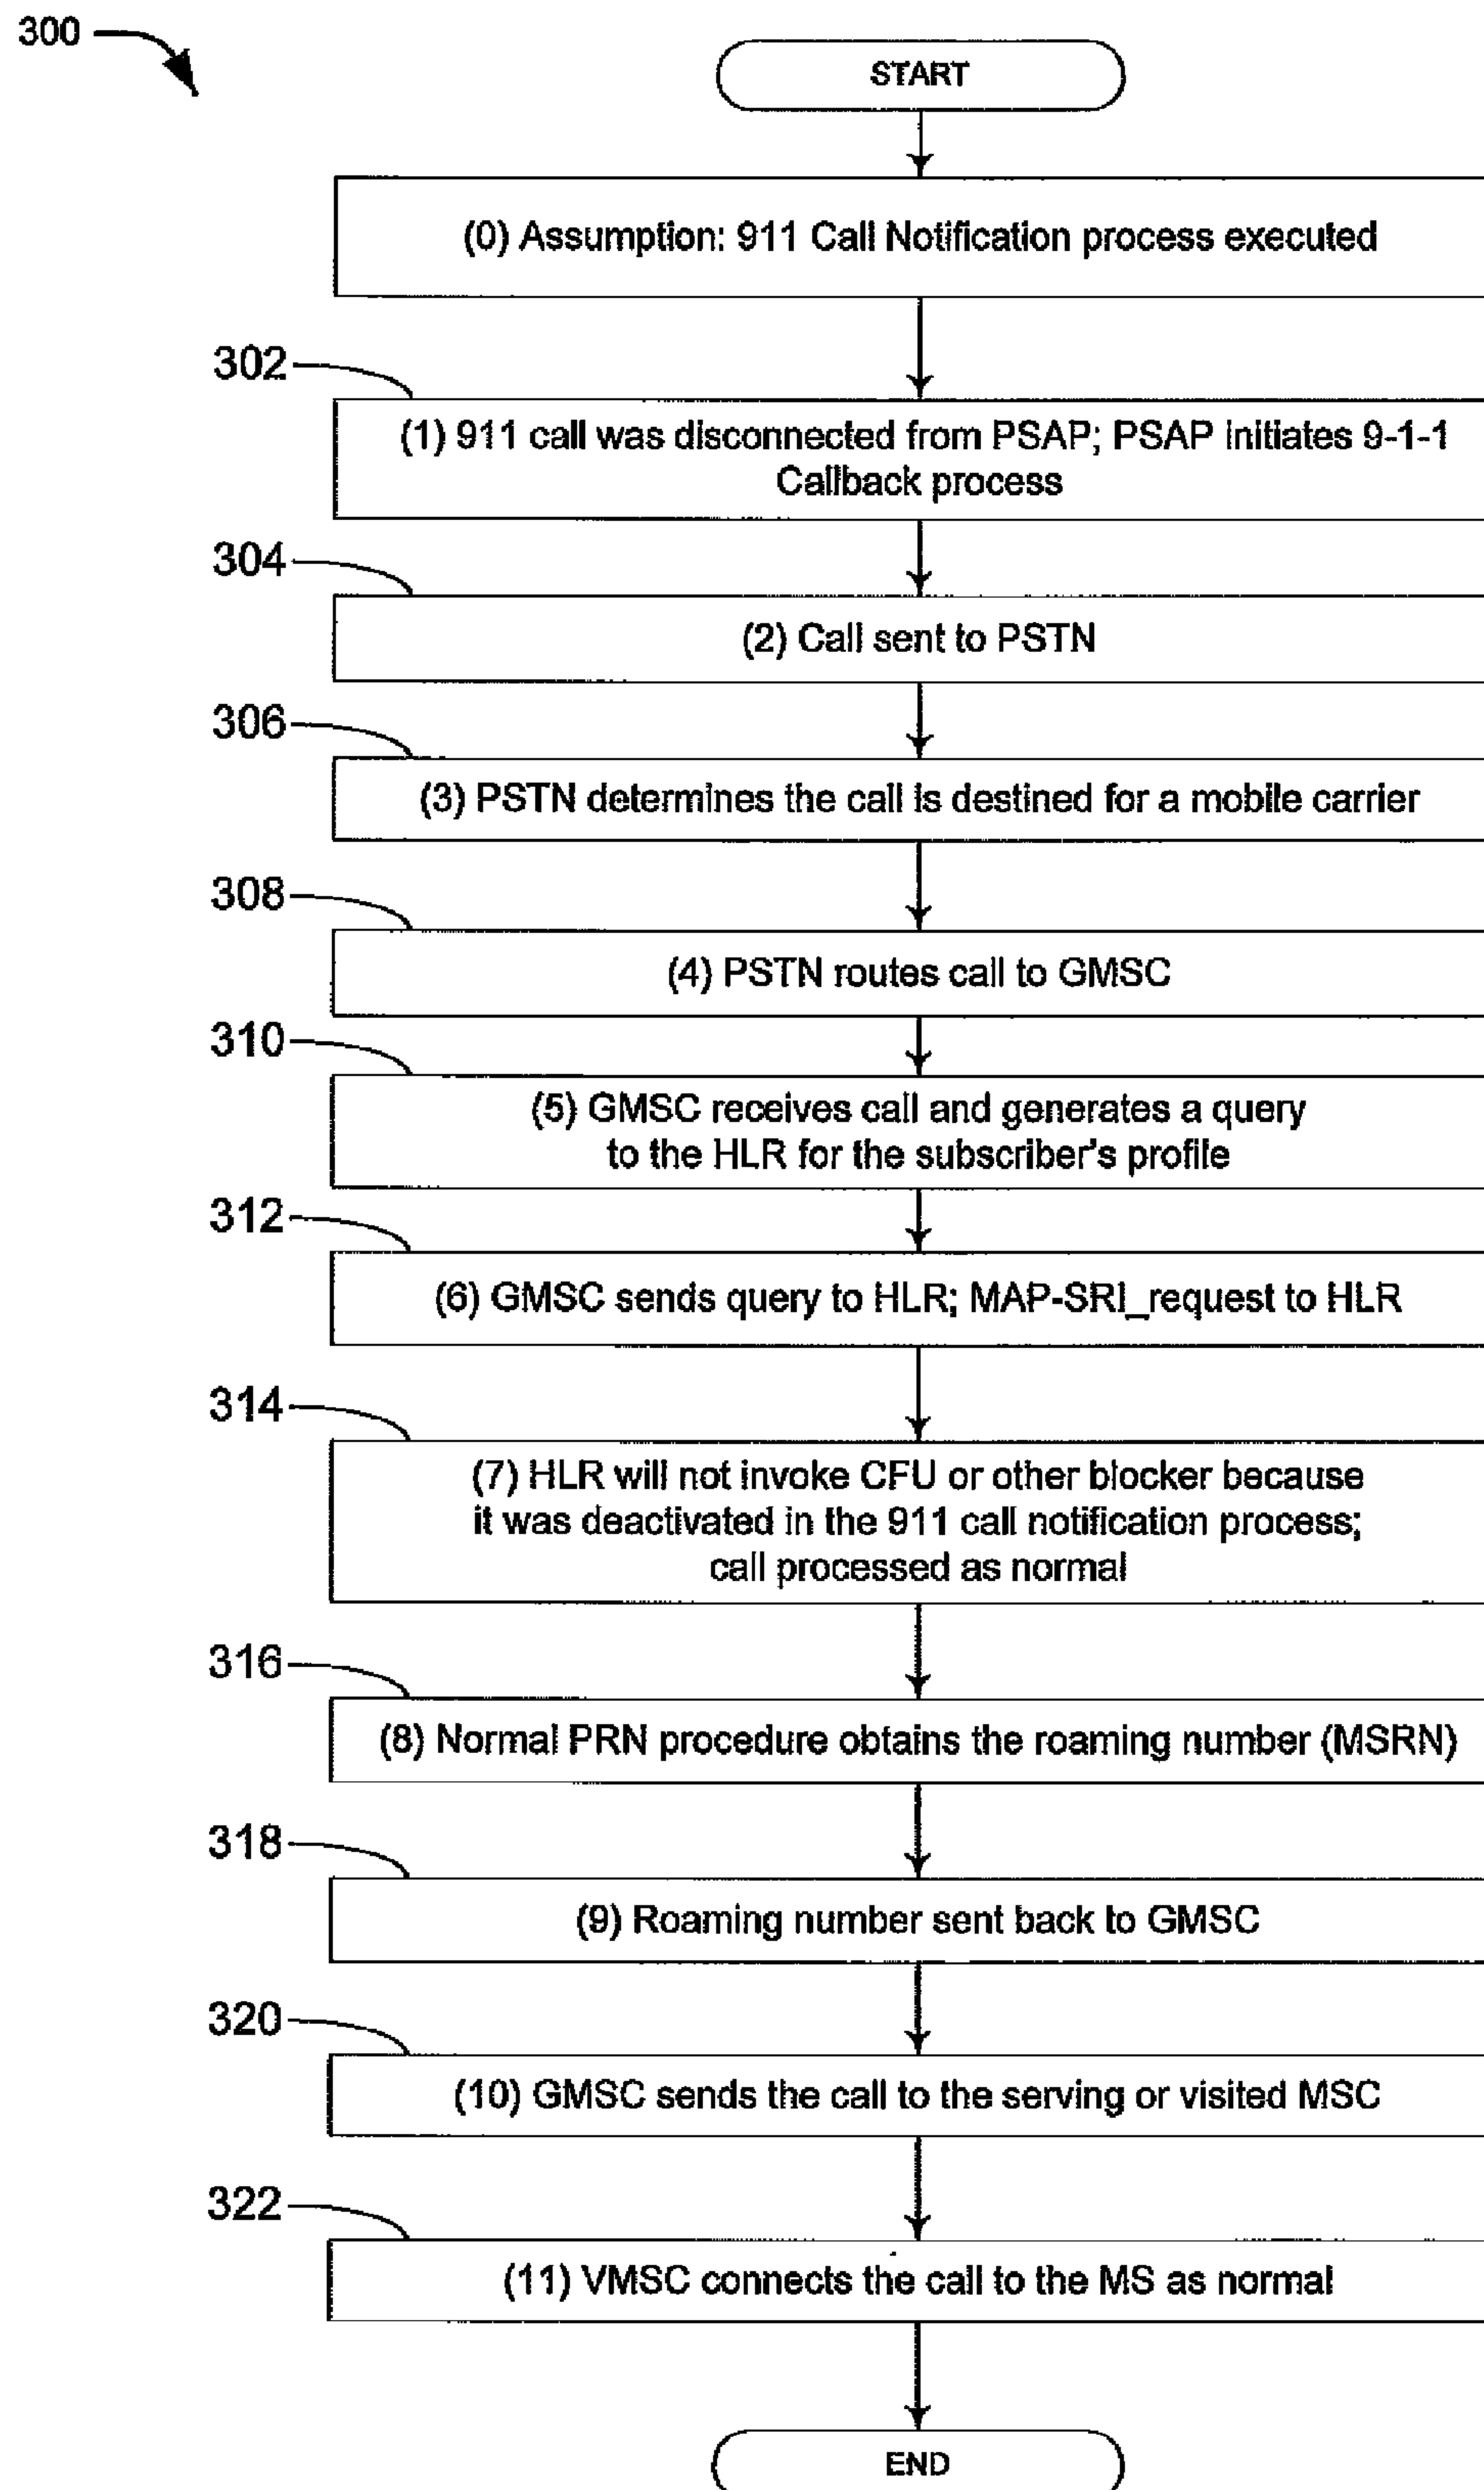 300
START
(0) Assumption: 911 Call Notification process executed
302
(1) 911 call was disconnected from PSAP; PSAP initiates 9-1-1
Callback process
304
(2) Call sent to PSTN
306
(3) PSTN determines the call is destined for a mobile carrier
308
(4) PSTN routes call to GMSC
310
(5) GMSC receives call and generates a query
to the HLR for the subscriber's profile
312
(6) GMSC sends query to HLR; MAP-SRI_request to HLR
314
(7) HLR will not invoke CFU or other blocker because
it was deactivated in the 911 call notification process;
call processed as normal
316
(8) Normal PRN procedure obtains the roaming number (MSRN)
318
(9) Roaming number sent back to GMSC
320
(10) GMSC sends the call to the serving or visited MSC
322
(11) VMSC connects the call to the MS as normal
END